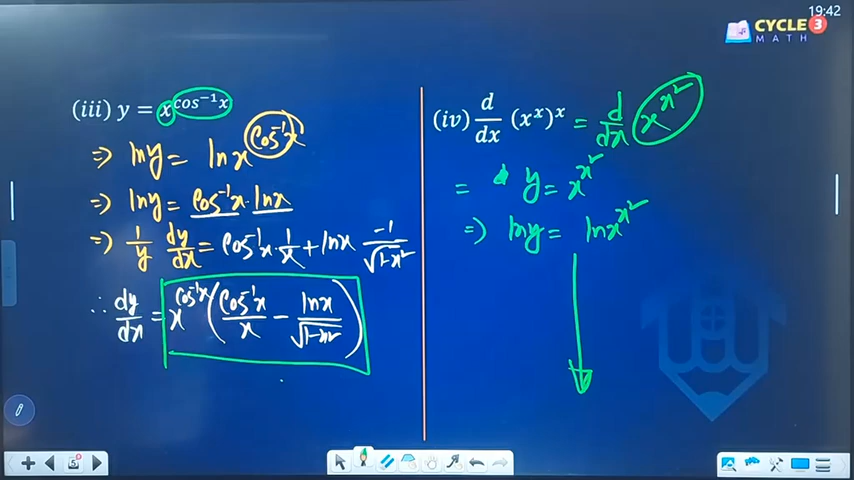 19:42
CYCLE 3
MATH
(iii) y = x^(cos⁻¹x)
⇒ lny = lnx^(cos⁻¹x)
⇒ lny = cos⁻¹x·lnx
⇒ 1/y dy/dx = cos⁻¹x·1/x + lnx -1/√(1-x²)
∴ dy/dx = x^(cos⁻¹x) (cos⁻¹x/x − lnx/√(1-x²))
(iv) d/dx (xˣ)ˣ = d/dx x^(x²)
= y = x^(x²)
⇒ lny = lnx^(x²)